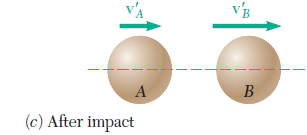 v′A v′B
A B
(c) After impact